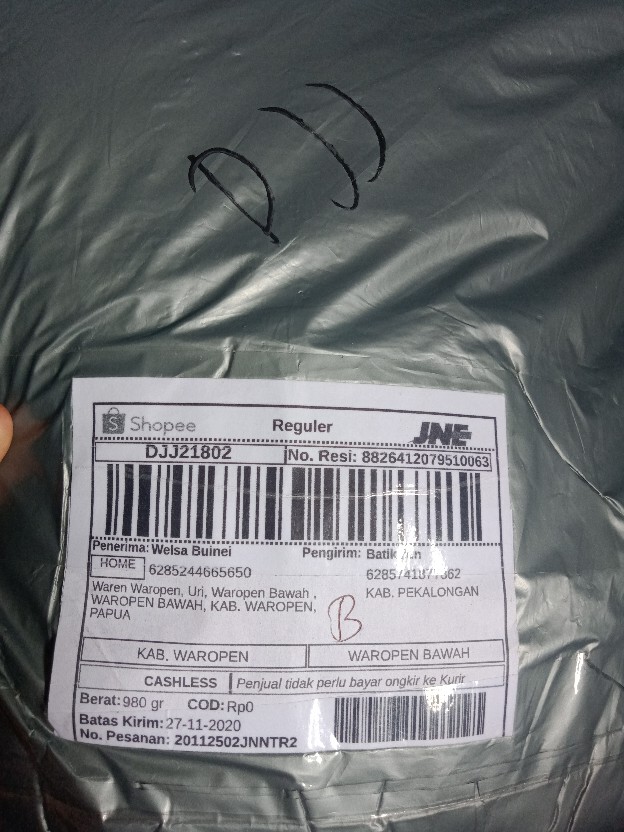 DJJ
Shopee Reguler JNE
DJJ21802 No. Resi: 8826412079510063
Penerima: Welsa Buinei Pengirim: Batik
HOME 6285244665650
Waren Waropen, Uri, Waropen Bawah , KAB. PEKALONGAN
WAROPEN BAWAH, KAB. WAROPEN,
PAPUA
B
KAB. WAROPEN WAROPEN BAWAH
CASHLESS Penjual tidak perlu bayar ongkir ke Kurir
Berat: 980 gr COD: Rp0
Batas Kirim: 27-11-2020
No. Pesanan: 20112502JNNTR2